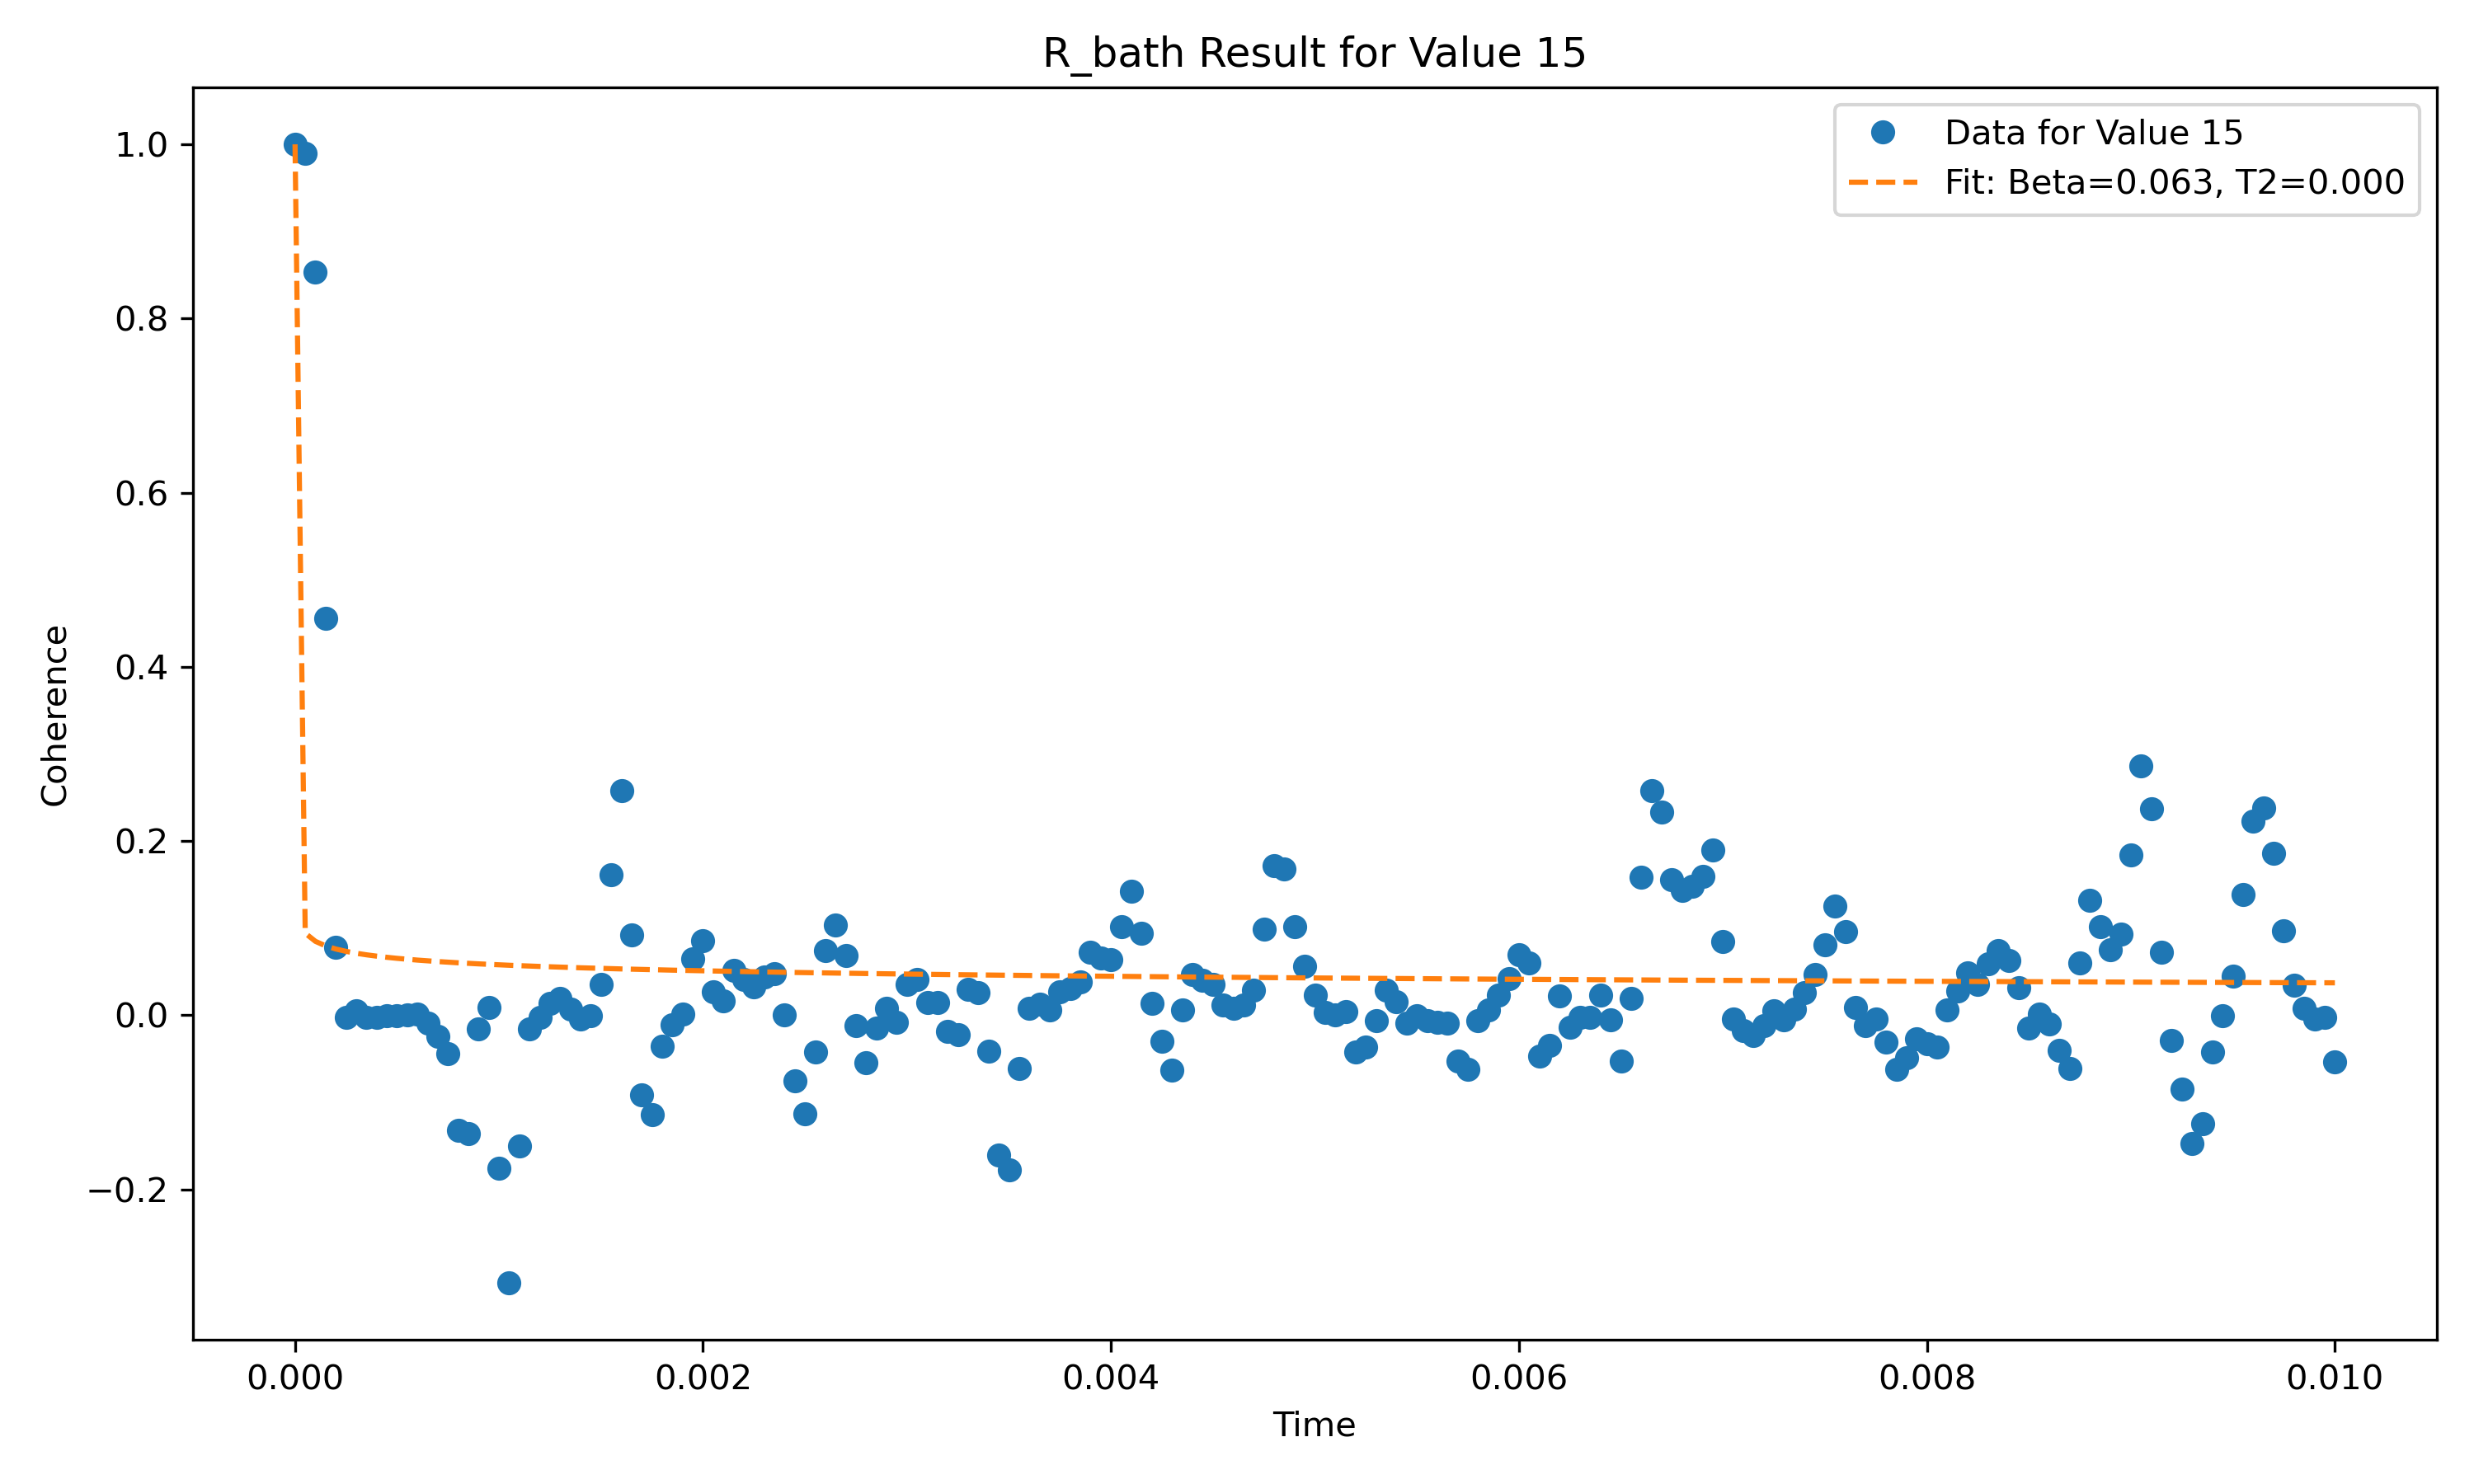 R_bath Result for Value 15
Data for Value 15
Fit: Beta=0.063, T2=0.000
Coherence
1.0
0.8
0.6
0.4
0.2
0.0
−0.2
0.000 0.002 0.004 0.006 0.008 0.010
Time